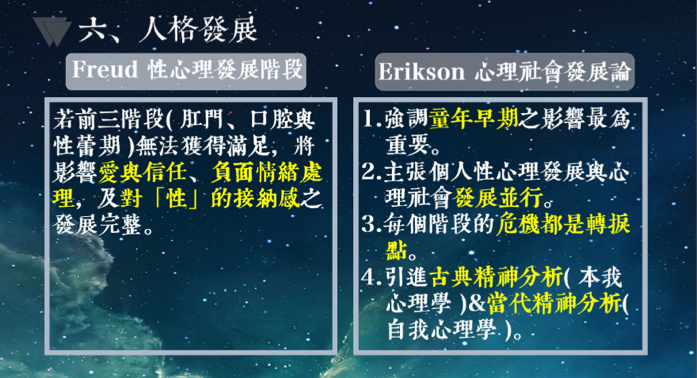 六、人格發展
Freud 性心理發展階段
若前三階段( 肛門、口腔與
性蕾期 )無法獲得滿足，將
影響愛與信任、負面情緒處
理，及對「性」的接納感之
發展完整。
Erikson 心理社會發展論
1.強調童年早期之影響最為
重要。
2.主張個人性心理發展與心
理社會發展並行。
3.每個階段的危機都是轉捩
點。
4.引進古典精神分析( 本我
心理學 )&當代精神分析(
自我心理學 )。